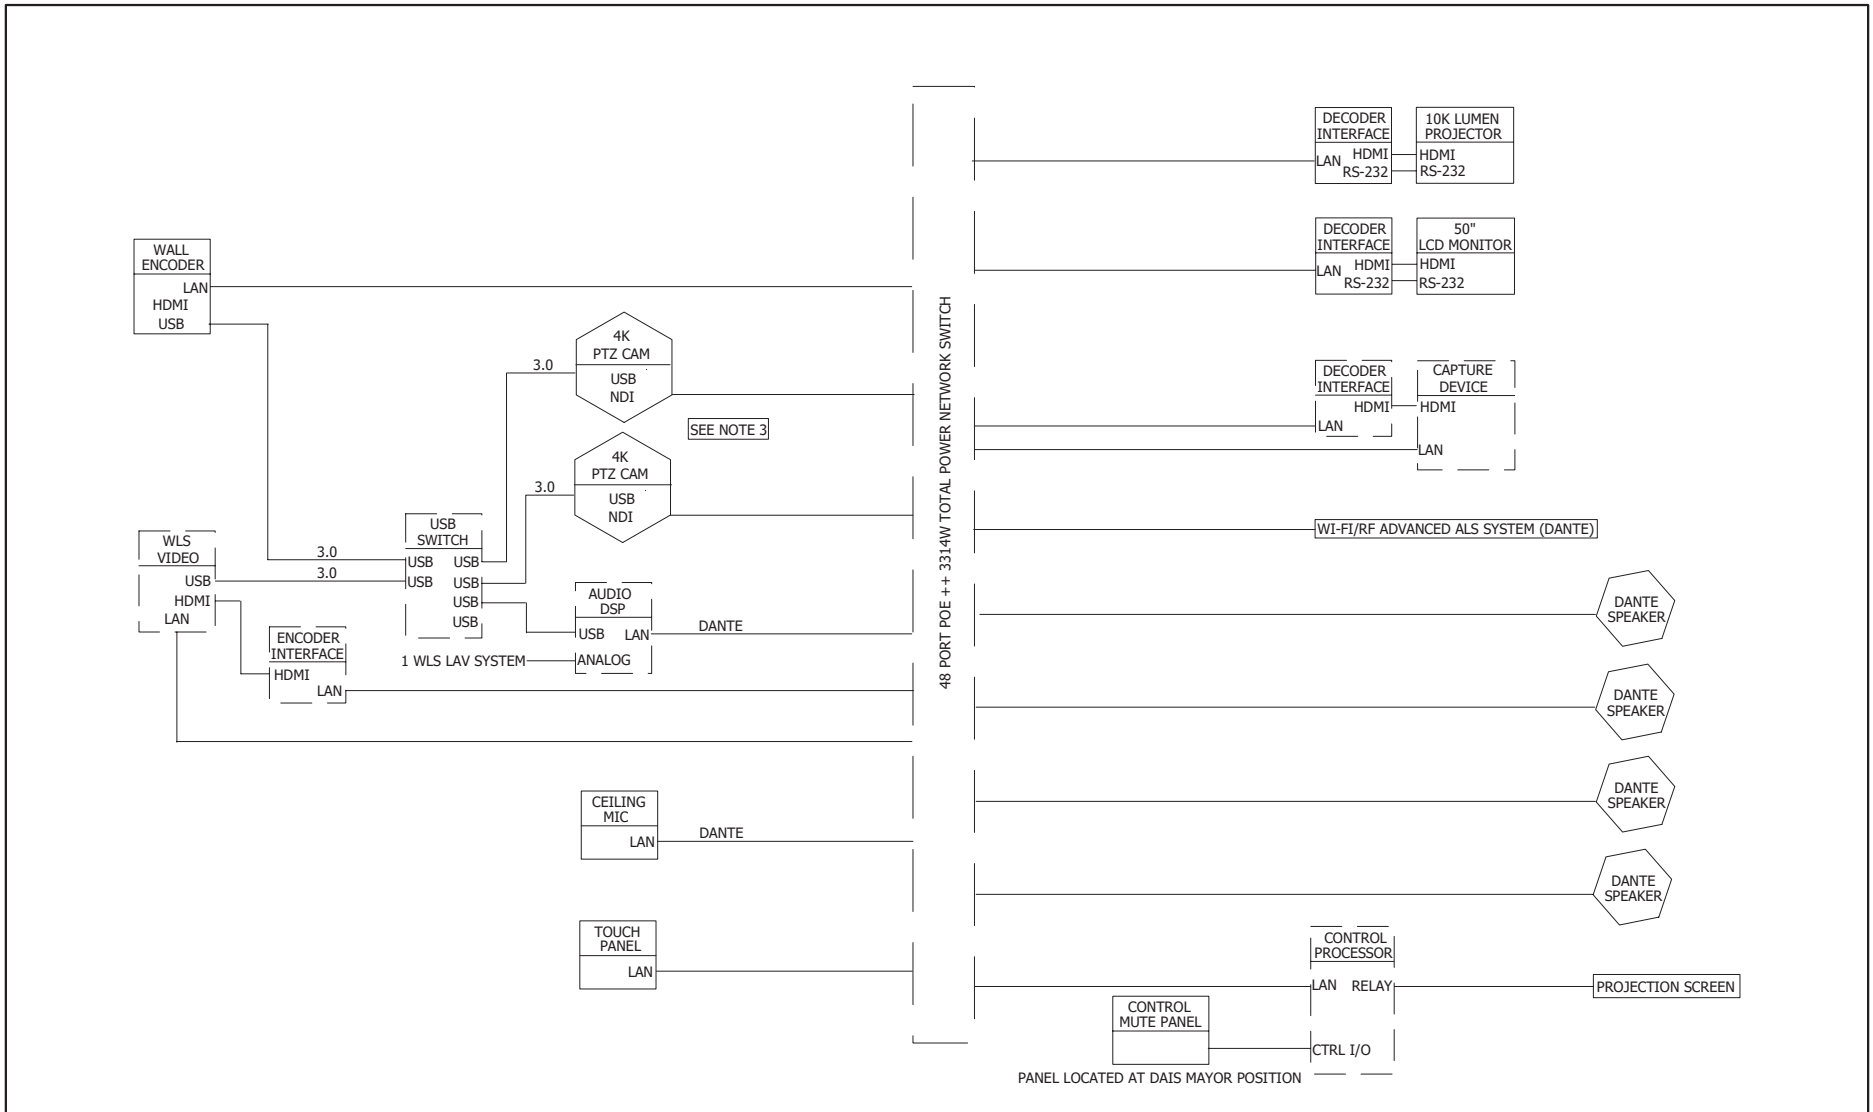 WALL
ENCODER
LAN
HDMI
USB
4K
PTZ CAM
USB
NDI
3.0
SEE NOTE 3
4K
PTZ CAM
USB
NDI
3.0
WLS
VIDEO
USB
HDMI
LAN
3.0
3.0
USB
SWITCH
USB USB
USB USB
USB
USB
AUDIO
DSP
USB LAN
ANALOG
DANTE
1 WLS LAV SYSTEM
ENCODER
INTERFACE
HDMI
LAN
CEILING
MIC
LAN
DANTE
TOUCH
PANEL
LAN
48 PORT POE ++ 3314W TOTAL POWER NETWORK SWITCH
DECODER
INTERFACE
LAN HDMI
RS-232
10K LUMEN
PROJECTOR
HDMI
RS-232
DECODER
INTERFACE
LAN HDMI
RS-232
50"
LCD MONITOR
HDMI
RS-232
DECODER
INTERFACE
HDMI
LAN
CAPTURE
DEVICE
HDMI
LAN
WI-FI/RF ADVANCED ALS SYSTEM (DANTE)
DANTE
SPEAKER
DANTE
SPEAKER
DANTE
SPEAKER
DANTE
SPEAKER
CONTROL
PROCESSOR
LAN RELAY
CTRL I/O
PROJECTION SCREEN
CONTROL
MUTE PANEL
PANEL LOCATED AT DAIS MAYOR POSITION